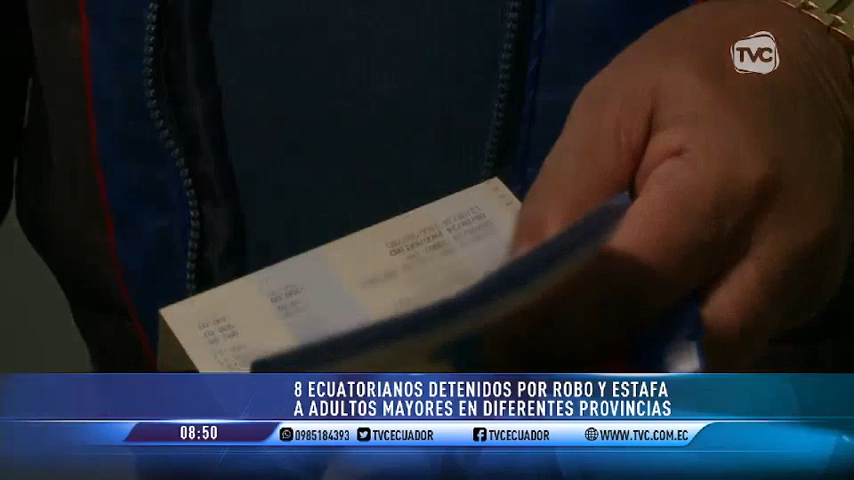 TVC
8 ECUATORIANOS DETENIDOS POR ROBO Y ESTAFA
A ADULTOS MAYORES EN DIFERENTES PROVINCIAS
08:50
0985184393
TVCECUADOR
TVCECUADOR
WWW.TVC.COM.EC